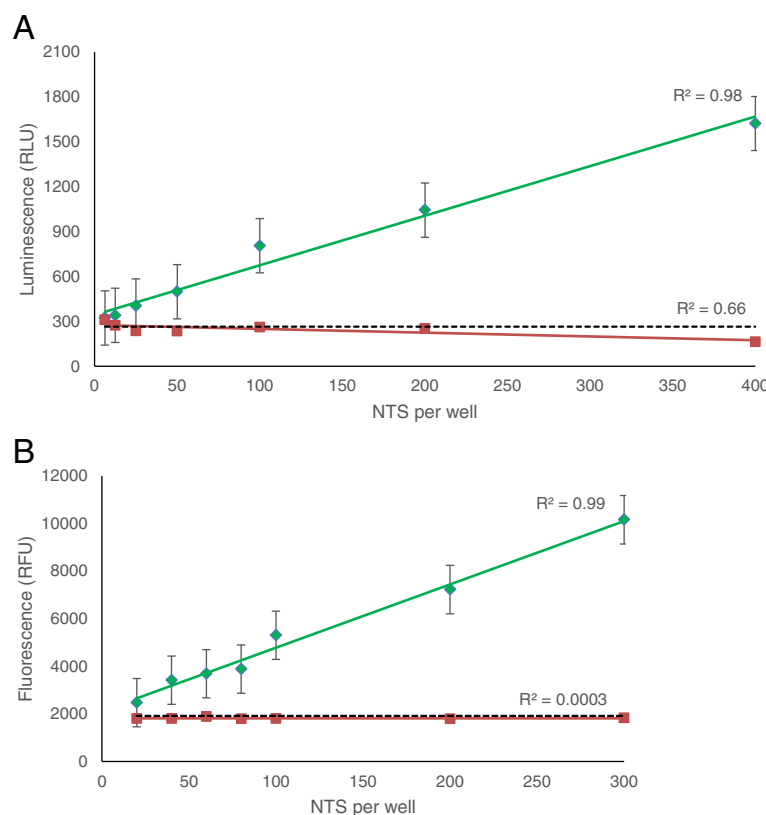 A
2100
1800
1500
1200
900
600
300
0
Luminescence (RLU)
R² = 0.98
R² = 0.66
0 50 100 150 200 250 300 350 400
NTS per well
B
12000
10000
8000
6000
4000
2000
0
Fluorescence (RFU)
R² = 0.99
R² = 0.0003
0 50 100 150 200 250 300
NTS per well